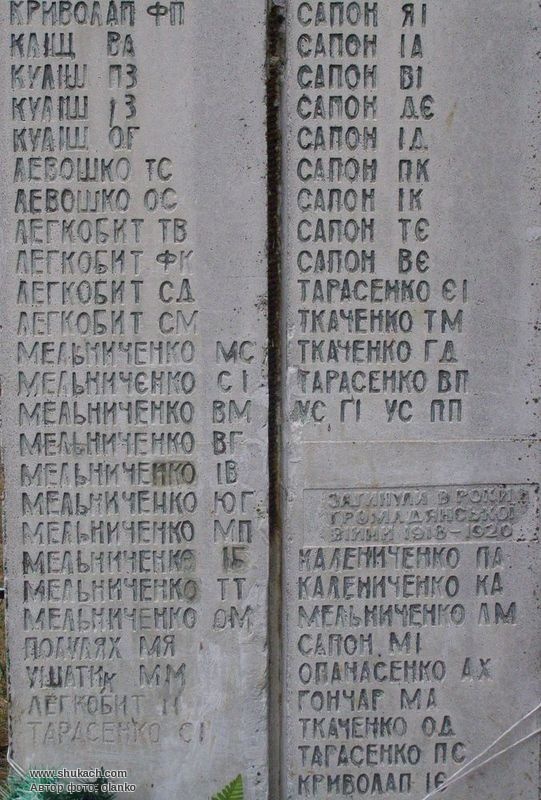 КРИВОЛАП ФП
КЛІЩ ВА
КУЛІШ ПЗ
КУЛІШ ІЗ
КУЛІШ ОГ
ЛЕВОШКО ТС
ЛЕВОШКО ОС
ЛЕГКОБИТ ТВ
ЛЕГКОБИТ ФК
ЛЕГКОБИТ СД
ЛЕГКОБИТ СМ
МЕЛЬНИЧЕНКО МС
МЕЛЬНИЧЕНКО СІ
МЕЛЬНИЧЕНКО ВМ
МЕЛЬНИЧЕНКО ВГ
МЕЛЬНИЧЕНКО ІВ
МЕЛЬНИЧЕНКО ЮГ
МЕЛЬНИЧЕНКО МП
МЕЛЬНИЧЕНКО ІБ
МЕЛЬНИЧЕНКО ТТ
МЕЛЬНИЧЕНКО ОМ
ПОЛУЛЯХ МЯ
УШАТИК ММ
ЛЕГКОБИТ
ТАРАСЕНКО ЄІ
САПОН ЯІ
САПОН ІА
САПОН ВІ
САПОН ДЄ
САПОН ІД
САПОН ПК
САПОН ІК
САПОН ТЄ
САПОН ВЄ
ТАРАСЕНКО ЄІ
ТКАЧЕНКО ТМ
ТКАЧЕНКО ГД
ТАРАСЕНКО ВП
УС ГІ УС ПП
ЗАГИНУЛИ В РОКИ
ГРОМАДЯНСЬКОЇ
ВІЙНИ 1918-1920
КАЛЕНИЧЕНКО ПА
КАЛЕНИЧЕНКО КА
МЕЛЬНИЧЕНКО ЛМ
САПОН МІ
ОПАНАСЕНКО АХ
ГОНЧАР МА
ТКАЧЕНКО ОД
ТАРАСЕНКО ПС
КРИВОЛАП ІЄ
www.shukach.com
Автор фото: olanko